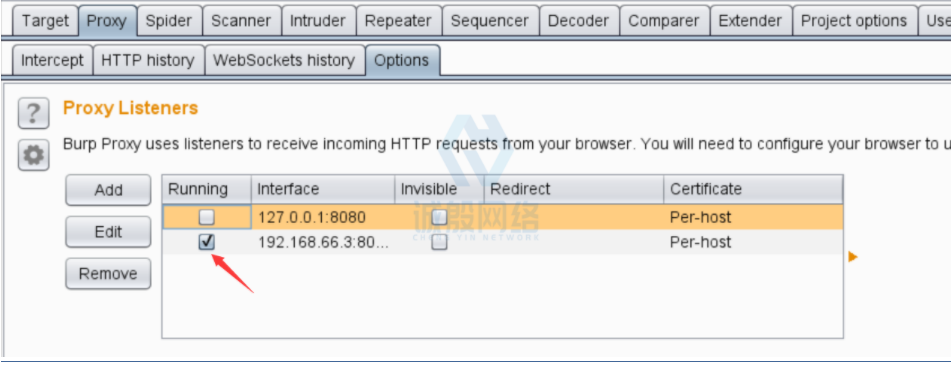 Target Proxy Spider Scanner Intruder Repeater Sequencer Decoder Comparer Extender Project options Use
Intercept HTTP history WebSockets history Options
? Proxy Listeners
Burp Proxy uses listeners to receive incoming HTTP requests from your browser. You will need to configure your browser to u
Add Running Interface Invisible Redirect Certificate
127.0.0.1:8080 Per-host
Edit
192.168.66.3:80... Per-host
Remove
诚殷网络
CHENG YIN NETWORK